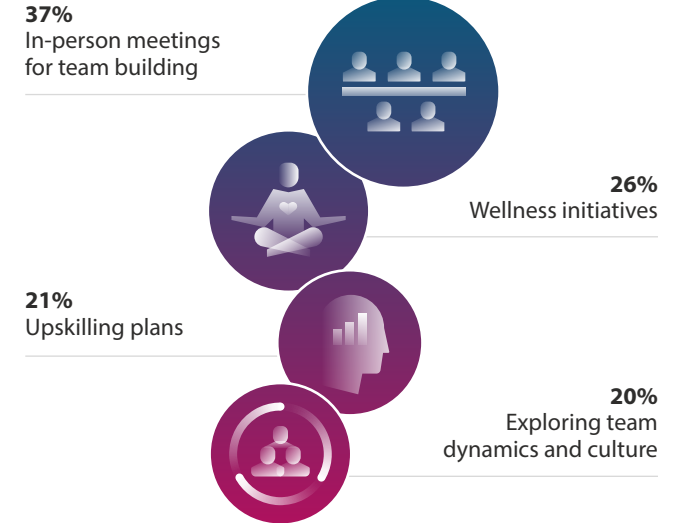 37%
In-person meetings
for team building
26%
Wellness initiatives
21%
Upskilling plans
20%
Exploring team
dynamics and culture